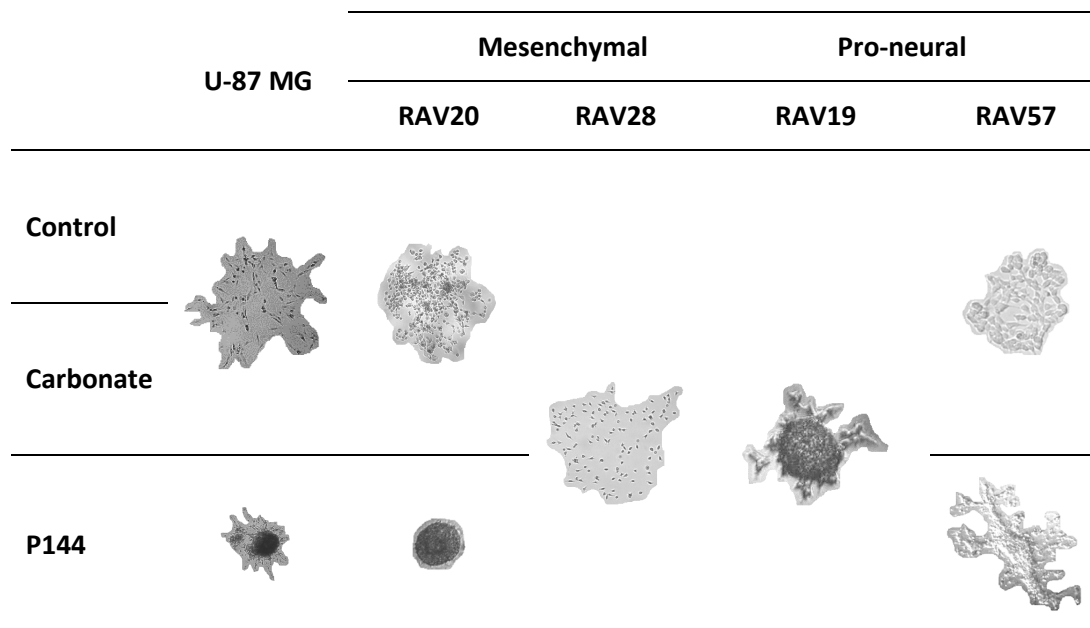 Mesenchymal Pro-neural
U-87 MG
RAV20 RAV28 RAV19 RAV57
Control
Carbonate
P144